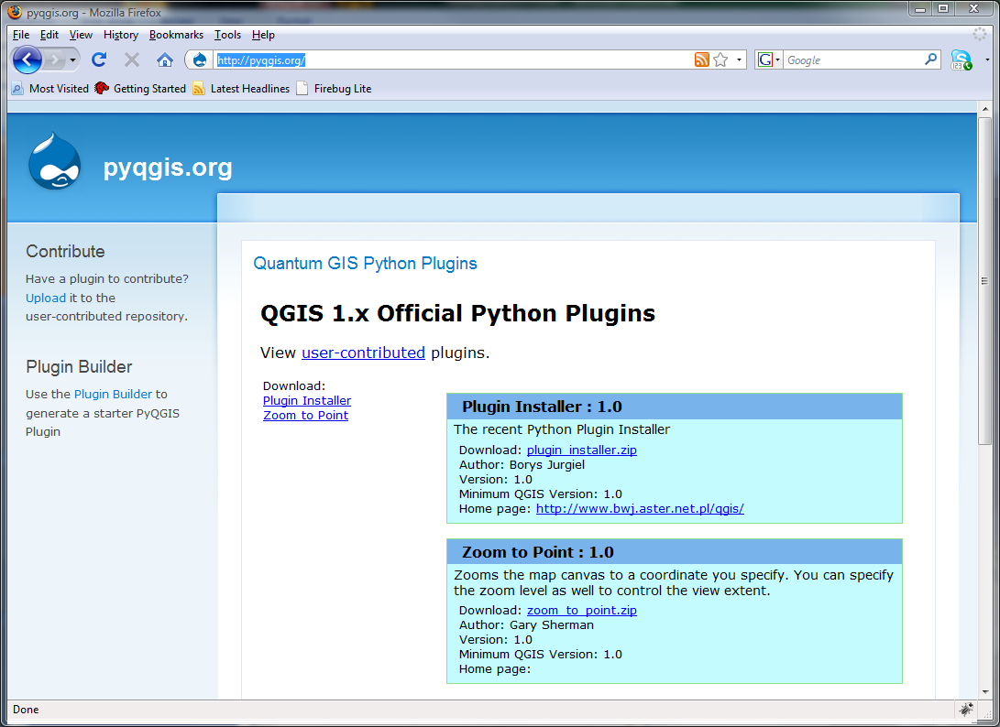 pyqgis.org - Mozilla Firefox
File Edit View History Bookmarks Tools Help
http://pyqgis.org/
G Google
123
Most Visited Getting Started Latest Headlines Firebug Lite
pyqgis.org
Contribute
Have a plugin to contribute?
Upload it to the
user-contributed repository.
Plugin Builder
Use the Plugin Builder to
generate a starter PyQGIS
Plugin
Quantum GIS Python Plugins
QGIS 1.x Official Python Plugins
View user-contributed plugins.
Download:
Plugin Installer
Zoom to Point
Plugin Installer : 1.0
The recent Python Plugin Installer
Download: plugin_installer.zip
Author: Borys Jurgiel
Version: 1.0
Minimum QGIS Version: 1.0
Home page: http://www.bwj.aster.net.pl/qgis/
Zoom to Point : 1.0
Zooms the map canvas to a coordinate you specify. You can specify
the zoom level as well to control the view extent.
Download: zoom_to_point.zip
Author: Gary Sherman
Version: 1.0
Minimum QGIS Version: 1.0
Home page:
Done